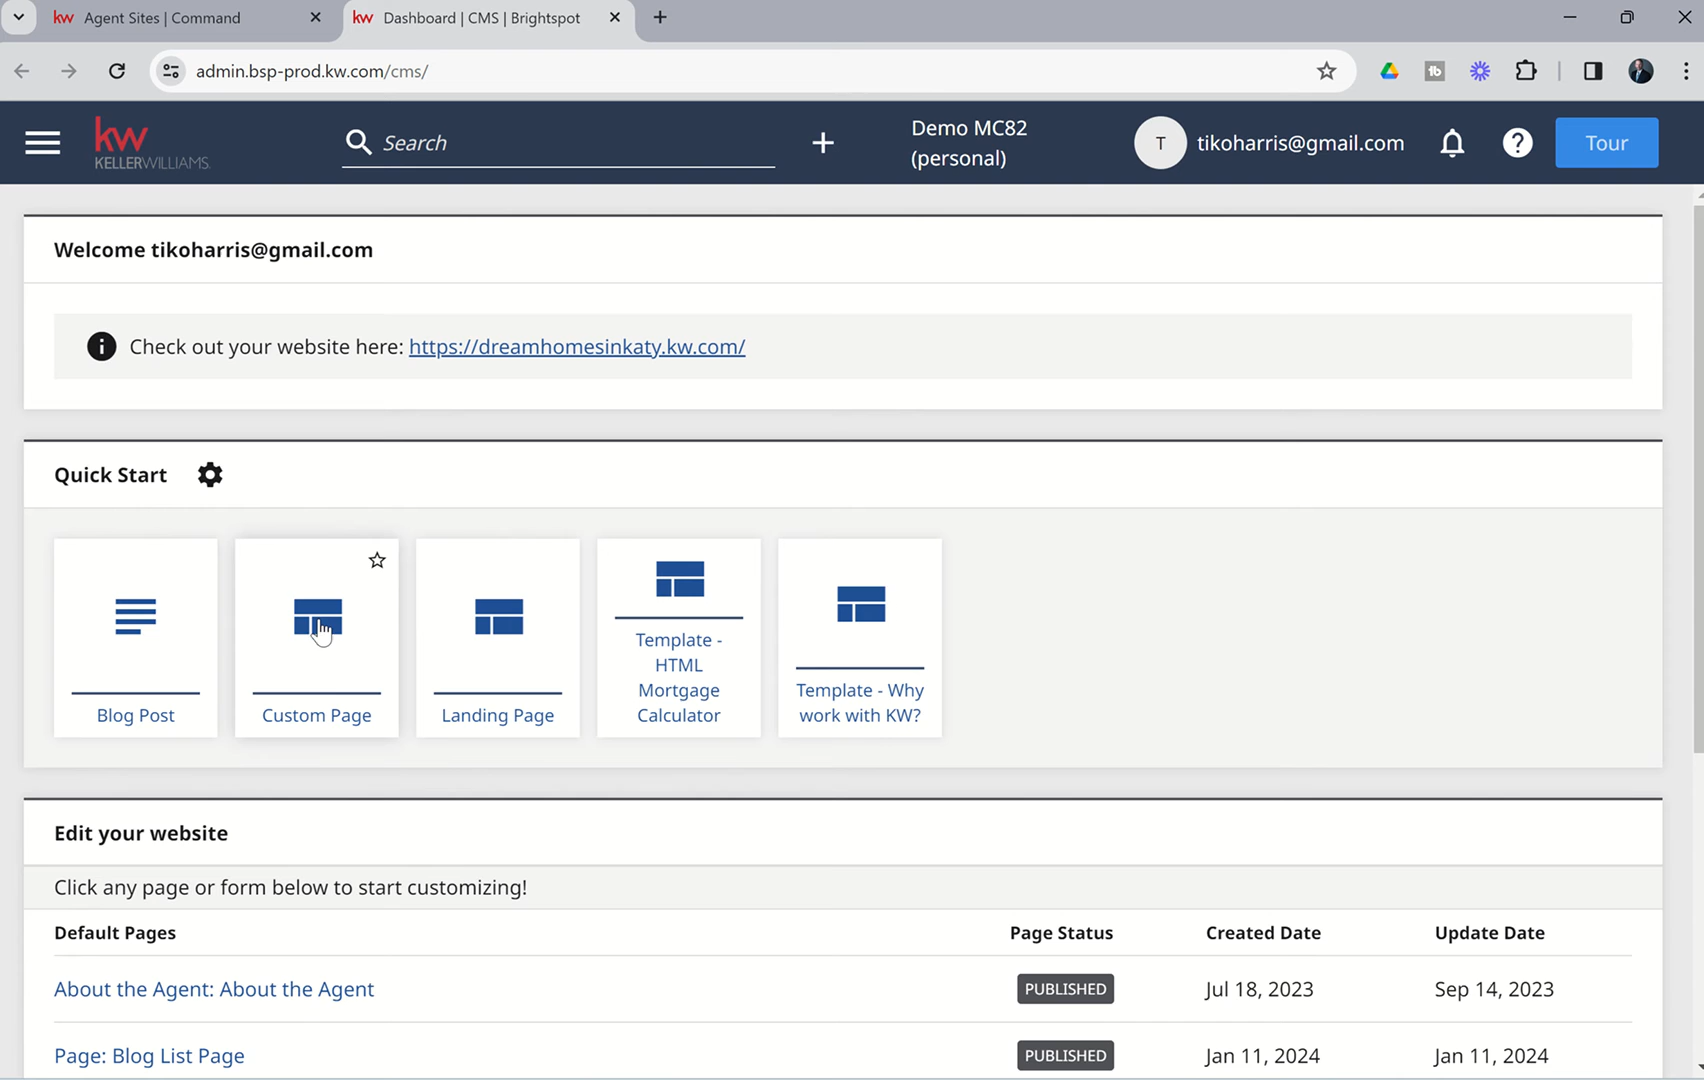 kw Agent Sites | Command
kw Dashboard | CMS | Brightspot
admin.bsp-prod.kw.com/cms/
tb
kw
KELLERWILLIAMS.
Search
Demo MC82
(personal)
T
tikoharris@gmail.com
?
Tour
Welcome tikoharris@gmail.com
i
Check out your website here: https://dreamhomesinkaty.kw.com/
Quick Start
Blog Post
Custom Page
Landing Page
Template -
HTML
Mortgage
Calculator
Template - Why
work with KW?
Edit your website
Click any page or form below to start customizing!
Default Pages Page Status Created Date Update Date
About the Agent: About the Agent PUBLISHED Jul 18, 2023 Sep 14, 2023
Page: Blog List Page PUBLISHED Jan 11, 2024 Jan 11, 2024